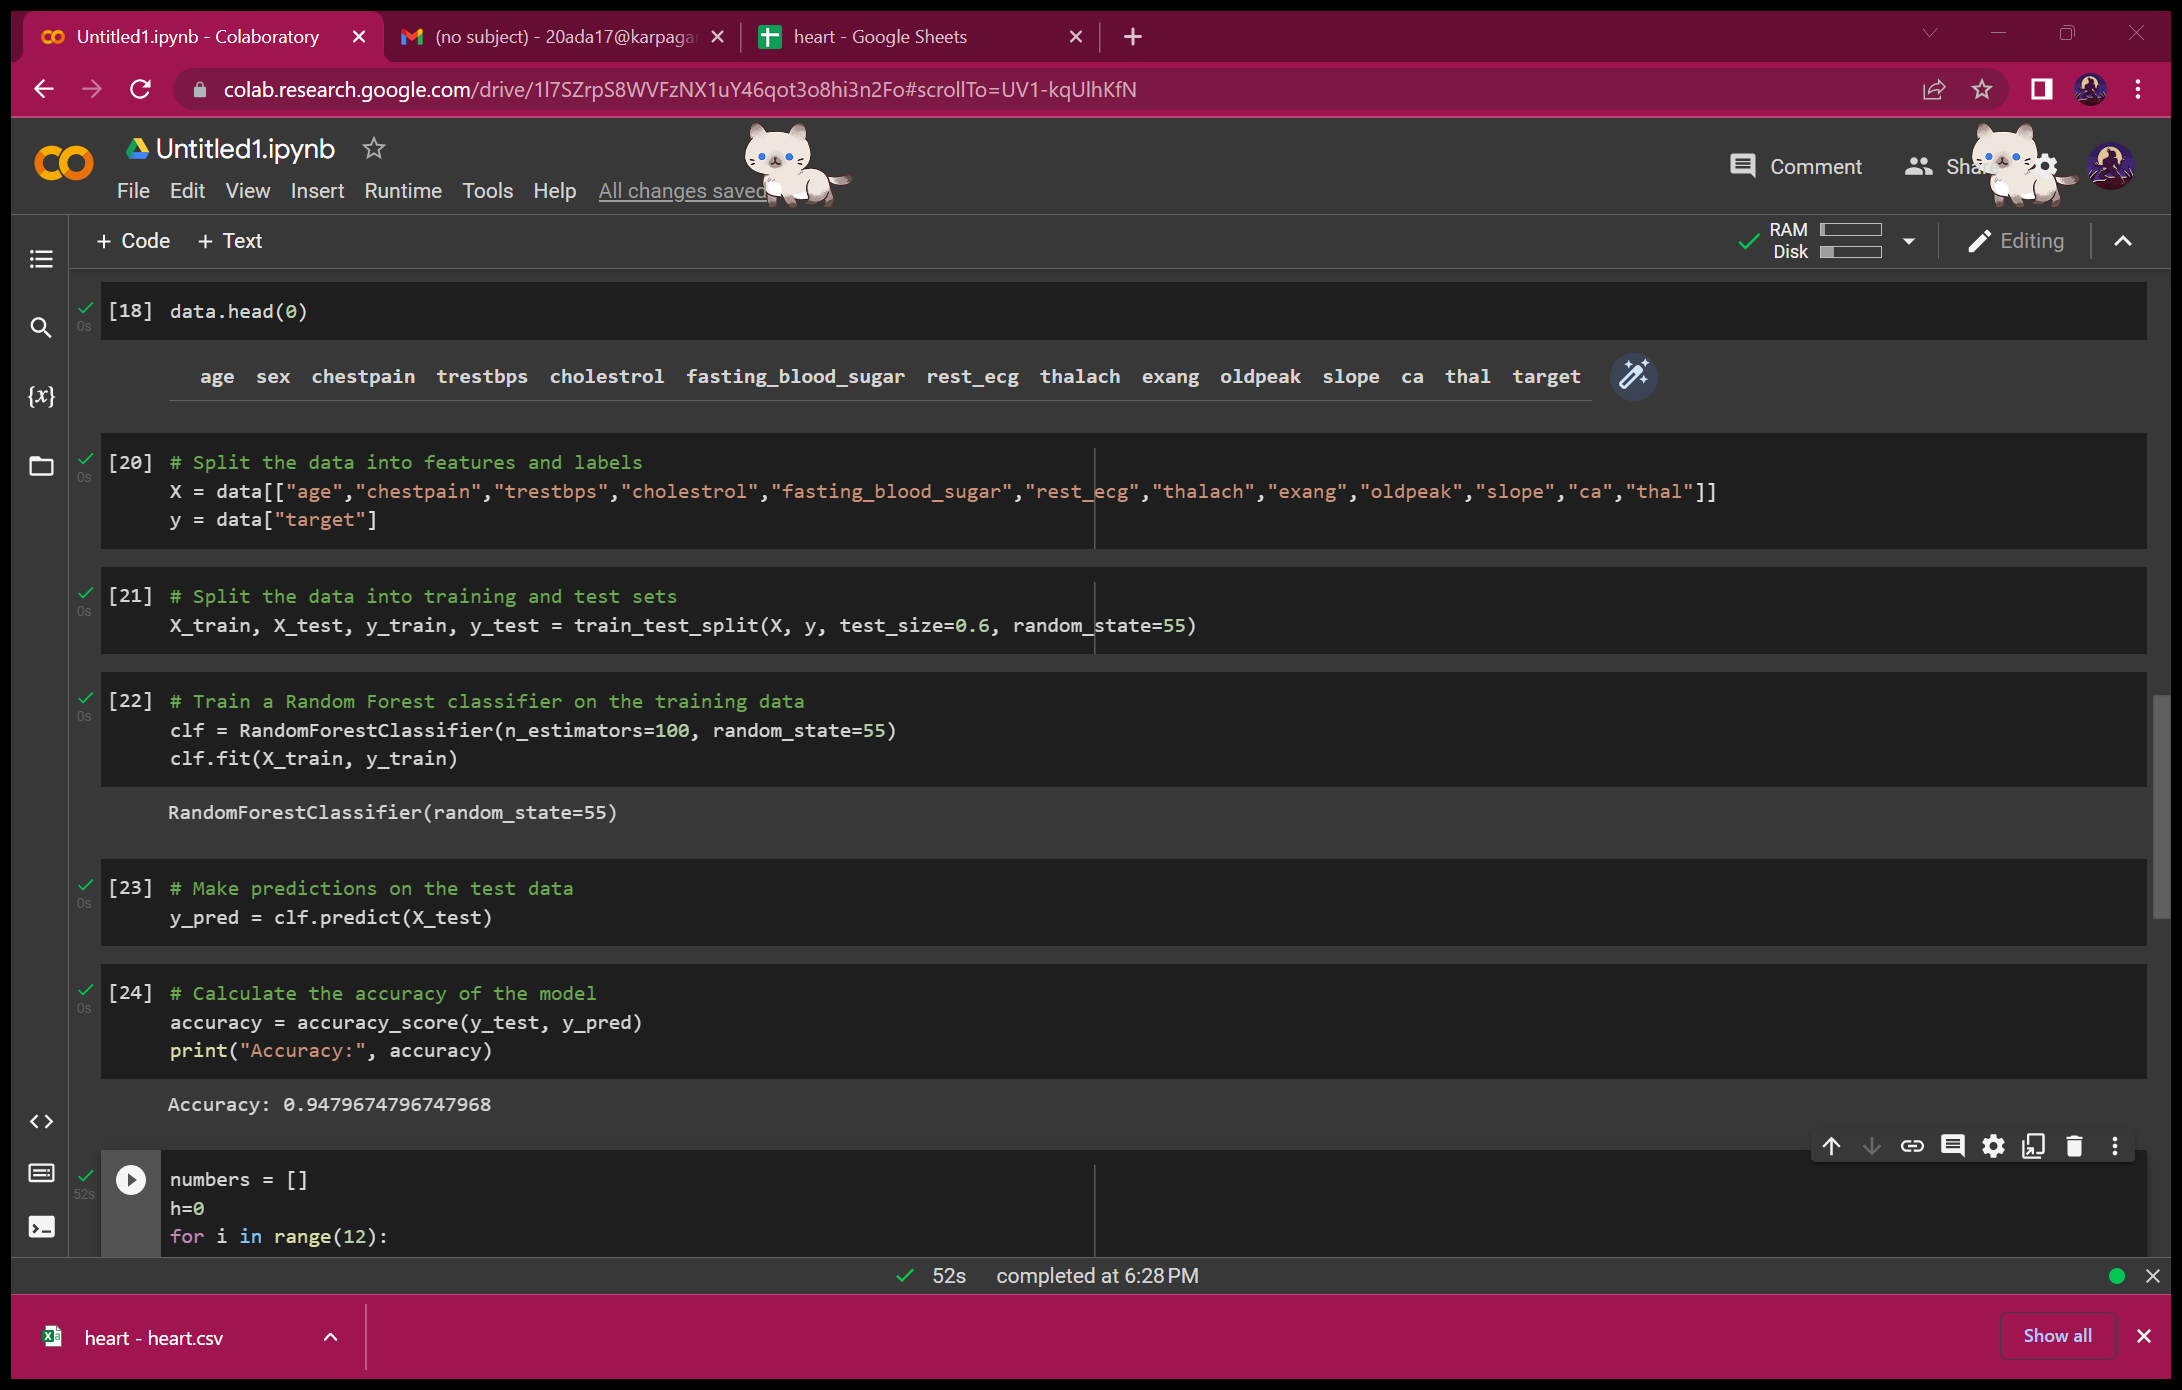 Untitled1.ipynb - Colaboratory
(no subject) - 20ada17@karpaga
heart - Google Sheets
colab.research.google.com/drive/1l7SZrpS8WVFzNX1uY46qot3o8hi3n2Fo#scrollTo=UV1-kqUlhKfN
Untitled1.ipynb
Comment
File Edit View Insert Runtime Tools Help All changes saved
+ Code + Text
RAM
Disk
Editing
[18] data.head(0)
0s
age sex chestpain trestbps cholestrol fasting_blood_sugar rest_ecg thalach exang oldpeak slope ca thal target
[20] # Split the data into features and labels
0s
X = data[["age","chestpain","trestbps","cholestrol","fasting_blood_sugar","rest_ecg","thalach","exang","oldpeak","slope","ca","thal"]]
y = data["target"]
[21] # Split the data into training and test sets
0s
X_train, X_test, y_train, y_test = train_test_split(X, y, test_size=0.6, random_state=55)
[22] # Train a Random Forest classifier on the training data
0s
clf = RandomForestClassifier(n_estimators=100, random_state=55)
clf.fit(X_train, y_train)
RandomForestClassifier(random_state=55)
[23] # Make predictions on the test data
0s
y_pred = clf.predict(X_test)
[24] # Calculate the accuracy of the model
0s
accuracy = accuracy_score(y_test, y_pred)
print("Accuracy:", accuracy)
Accuracy: 0.9479674796747968
numbers = []
52s
h=0
for i in range(12):
52s completed at 6:28 PM
heart - heart.csv
Show all